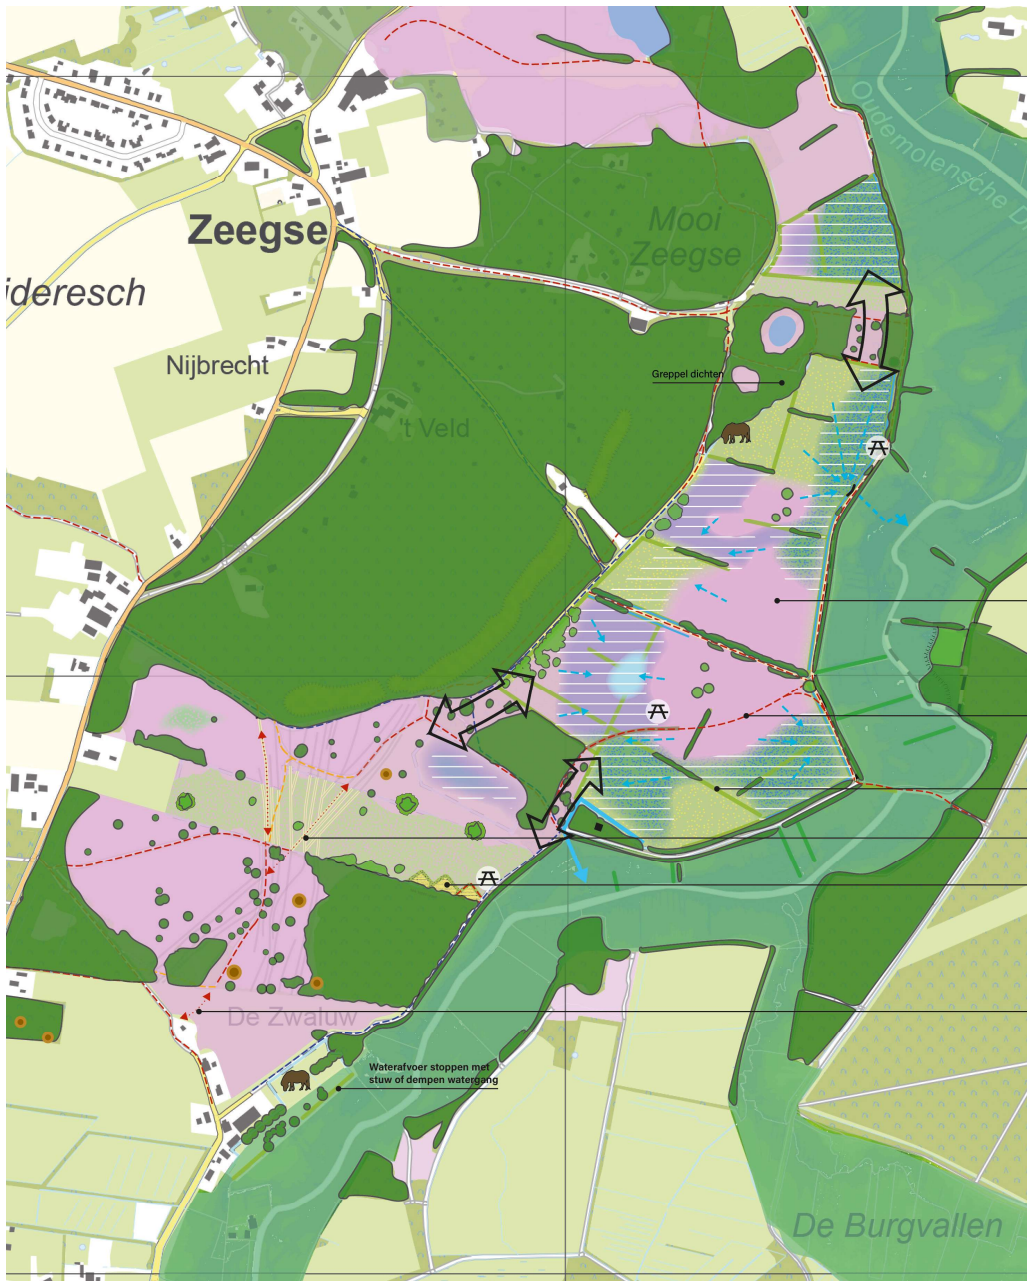 Oudemolensche D
Mooi
Zeegse
Zeegse
ideresch
Nijbrecht
Greppel dichten
't Veld
De Zwaluw
Waterafvoer stoppen met
stuw of dempen watergang
De Burgvallen